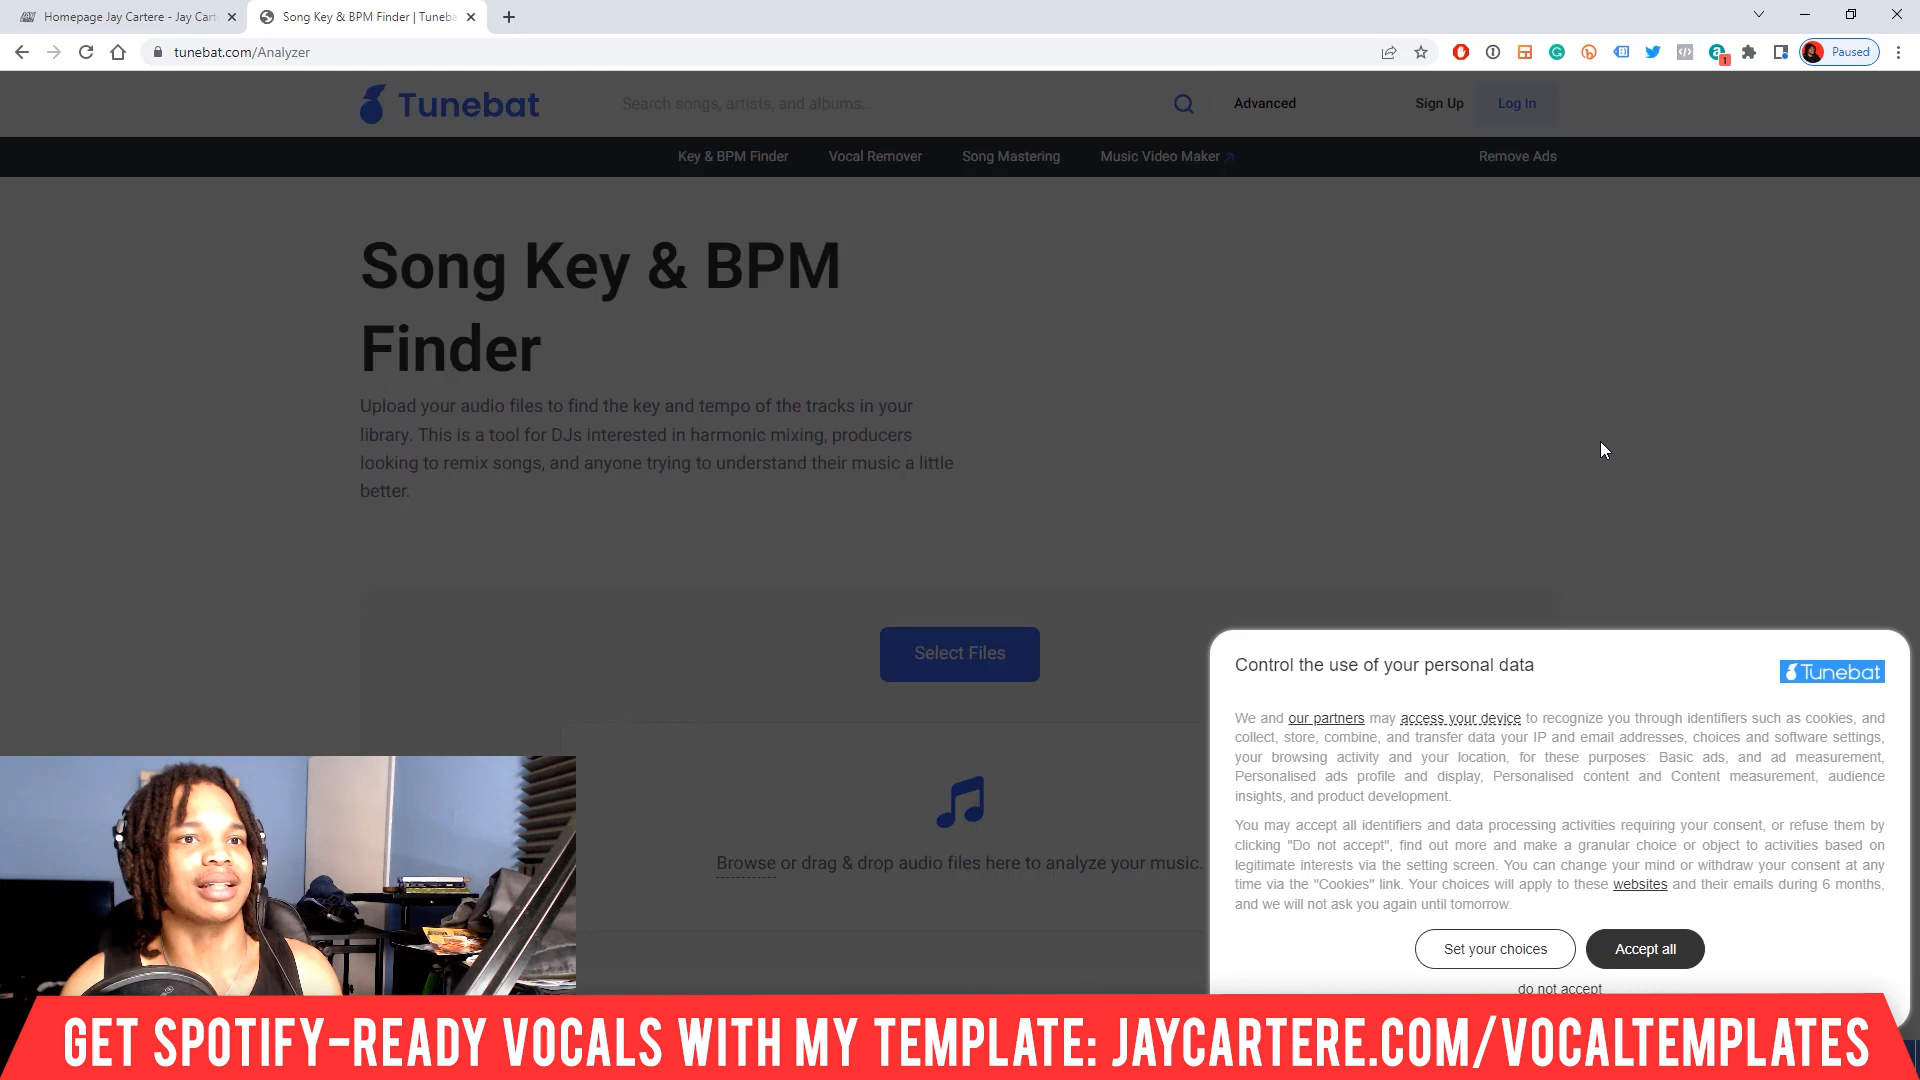 Homepage Jay Cartere - Jay Cart
Song Key & BPM Finder | Tuneba
tunebat.com/Analyzer
1
Paused
Tunebat
Search songs, artists, and albums...
Advanced
Sign Up
Log In
Key & BPM Finder
Vocal Remover
Song Mastering
Music Video Maker
Remove Ads
Song Key & BPM
Finder
Upload your audio files to find the key and tempo of the tracks in your
library. This is a tool for DJs interested in harmonic mixing, producers
looking to remix songs, and anyone trying to understand their music a little
better.
Select Files
Browse or drag & drop audio files here to analyze your music.
Control the use of your personal data
Tunebat
We and our partners may access your device to recognize you through identifiers such as cookies, and
collect, store, combine, and transfer data your IP and email addresses, choices and software settings,
your browsing activity and your location, for these purposes: Basic ads, and ad measurement,
Personalised ads profile and display, Personalised content and Content measurement, audience
insights, and product development.
You may accept all identifiers and data processing activities requiring your consent, or refuse them by
clicking "Do not accept", find out more and make a granular choice or object to activities based on
legitimate interests via the setting screen. You can change your mind or withdraw your consent at any
time via the "Cookies" link. Your choices will apply to these websites and their emails during 6 months,
and we will not ask you again until tomorrow.
Set your choices
Accept all
do not accept
GET SPOTIFY-READY VOCALS WITH MY TEMPLATE: JAYCARTERE.COM/VOCALTEMPLATES